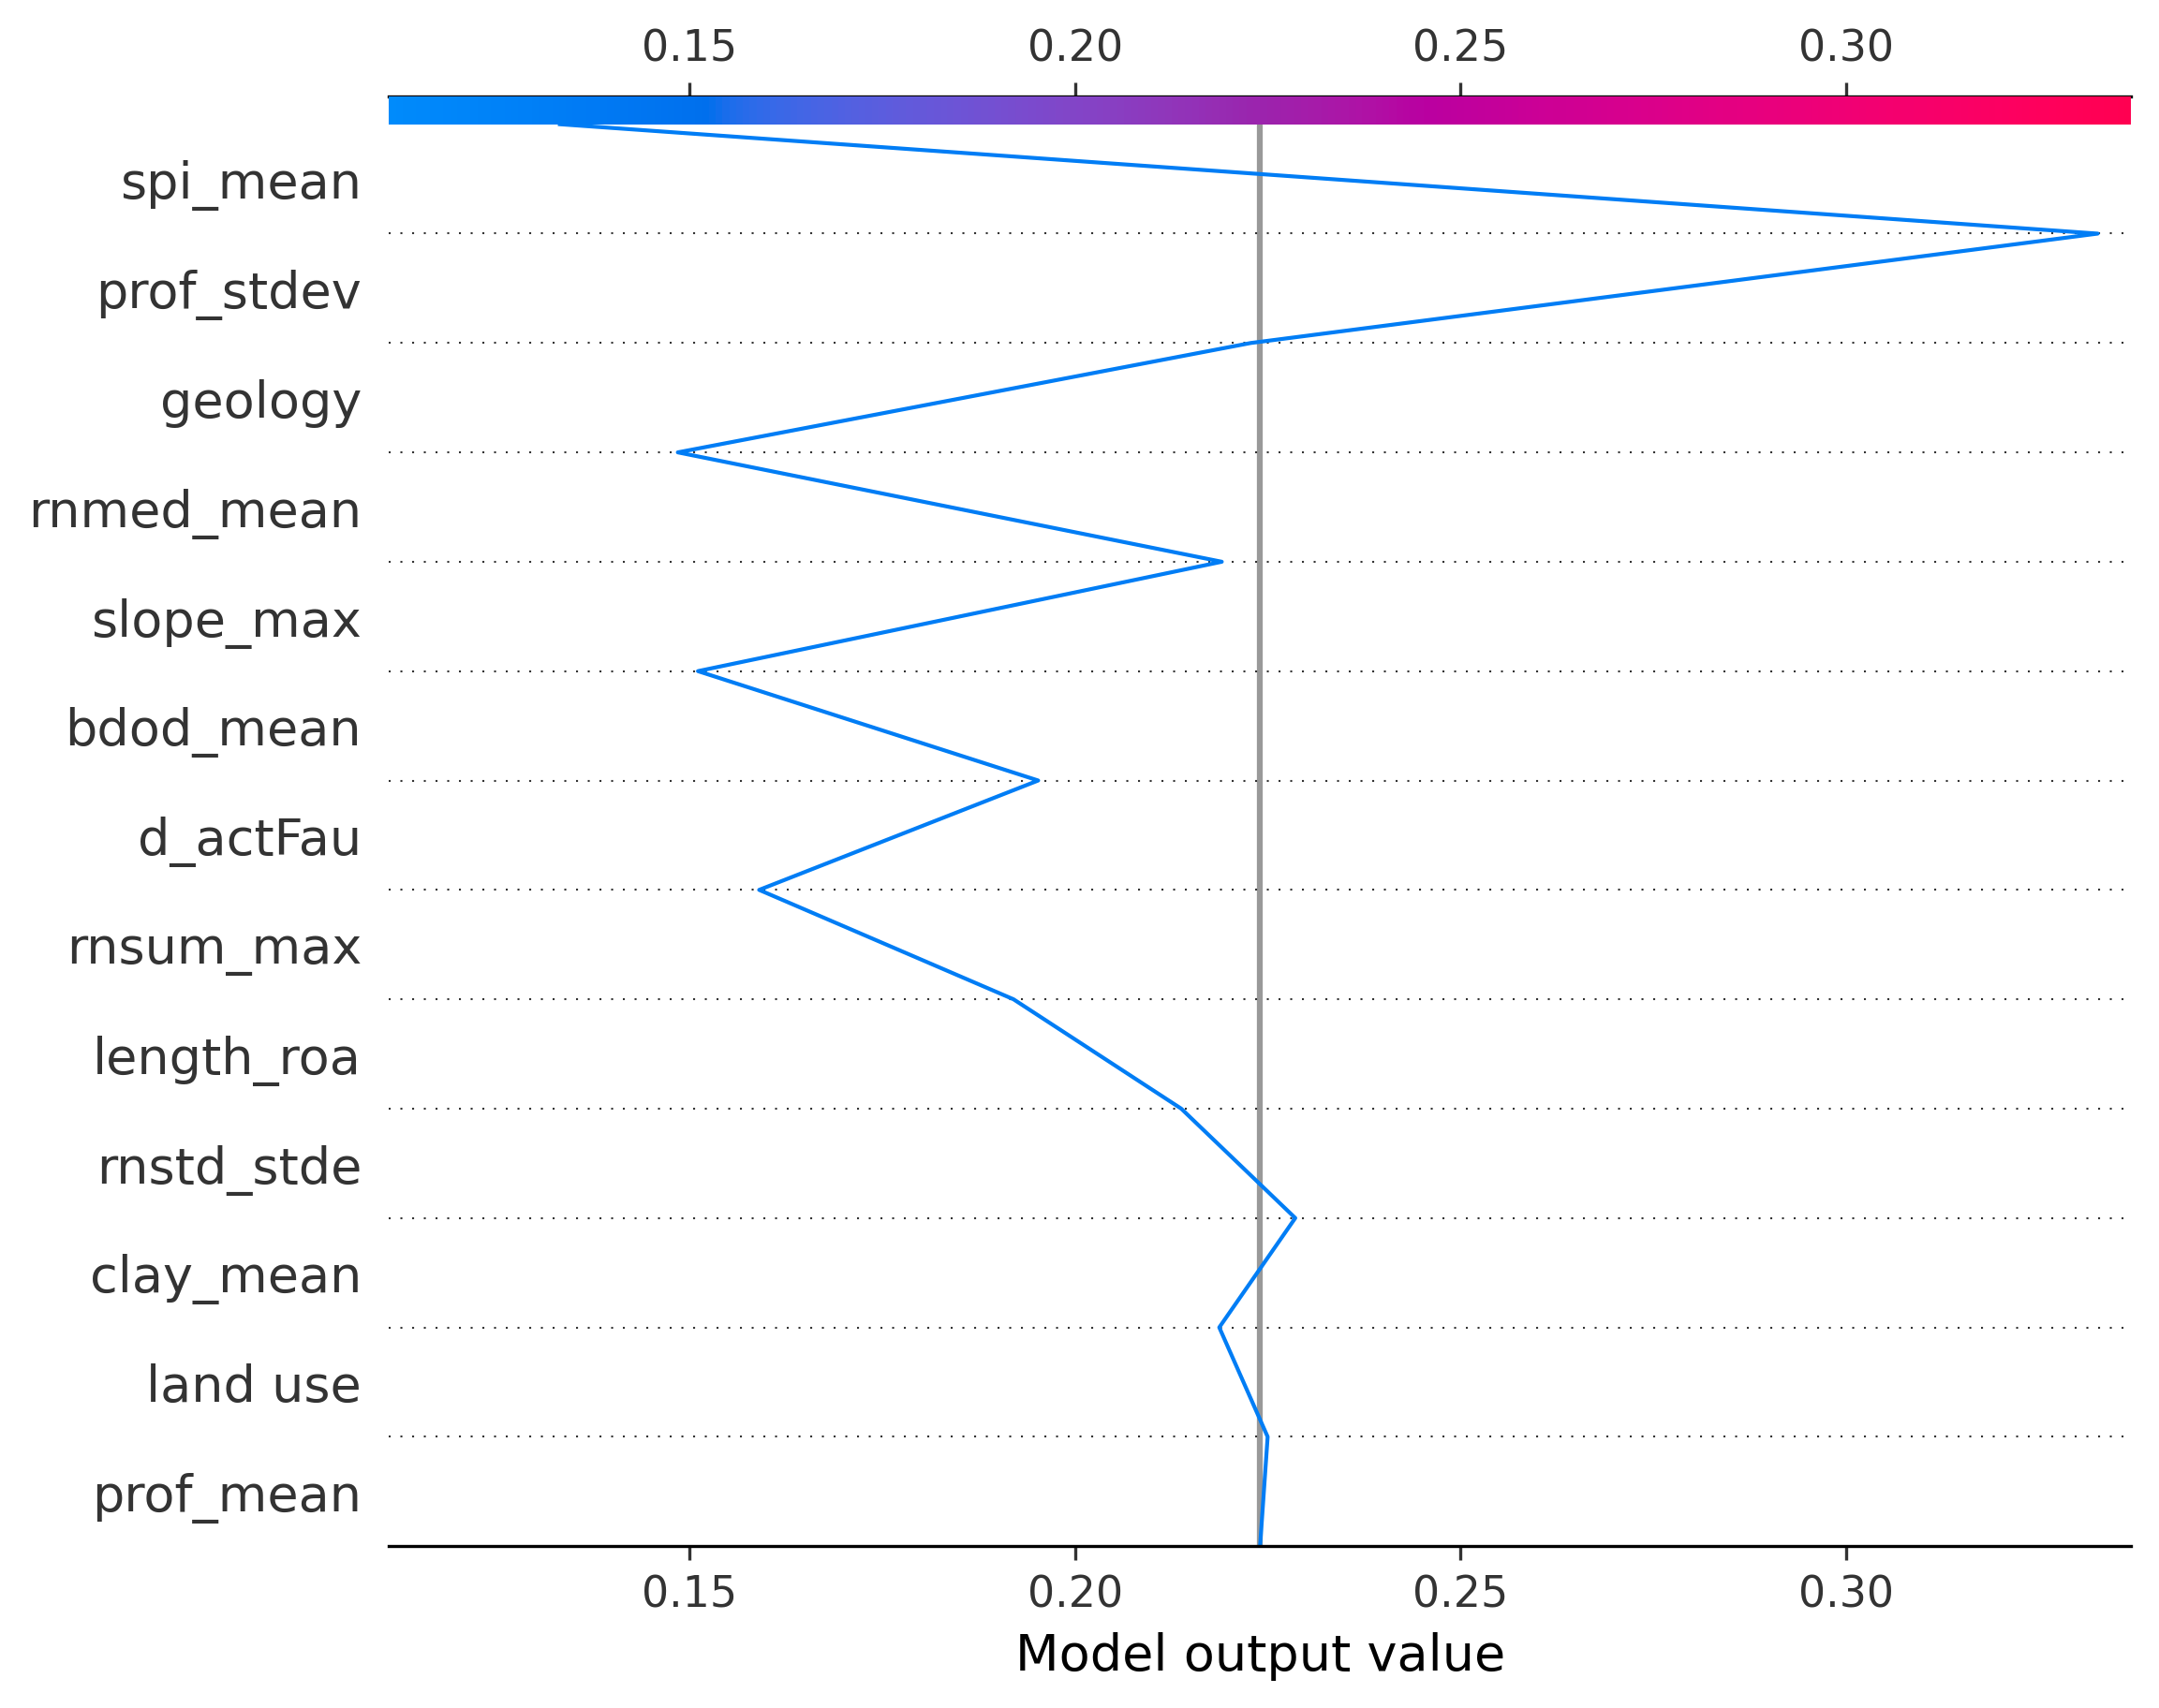 0.15 0.20 0.25 0.30
spi_mean
prof_stdev
geology
rnmed_mean
slope_max
bdod_mean
d_actFau
rnsum_max
length_roa
rnstd_stde
clay_mean
land use
prof_mean
0.15 0.20 0.25 0.30
Model output value